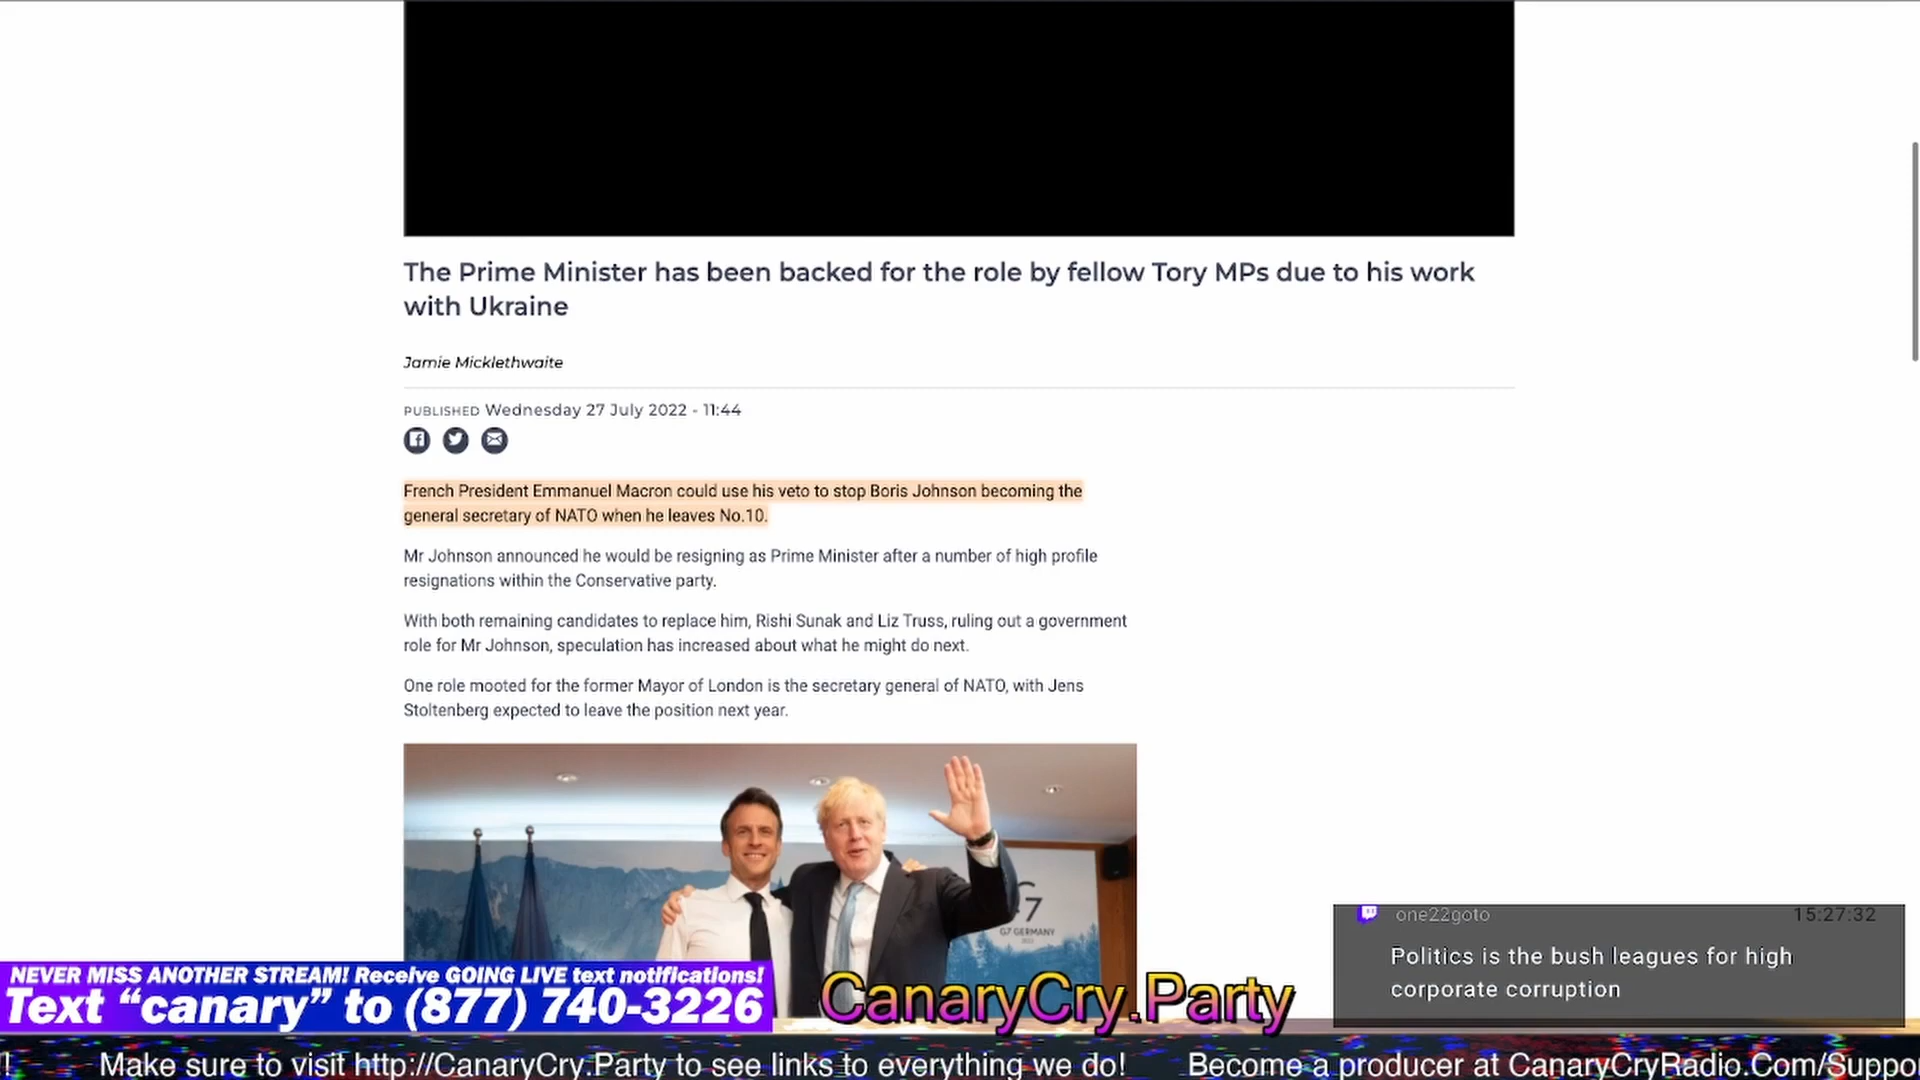 The Prime Minister has been backed for the role by fellow Tory MPs due to his work
with Ukraine
Jamie Micklethwaite
PUBLISHED Wednesday 27 July 2022 - 11:44
French President Emmanuel Macron could use his veto to stop Boris Johnson becoming the
general secretary of NATO when he leaves No.10.
Mr Johnson announced he would be resigning as Prime Minister after a number of high profile
resignations within the Conservative party.
With both remaining candidates to replace him, Rishi Sunak and Liz Truss, ruling out a government
role for Mr Johnson, speculation has increased about what he might do next.
One role mooted for the former Mayor of London is the secretary general of NATO, with Jens
Stoltenberg expected to leave the position next year.
G7
G7 GERMANY
2022
one22goto 15:27:32
Politics is the bush leagues for high
corporate corruption
NEVER MISS ANOTHER STREAM! Receive GOING LIVE text notifications!
Text “canary” to (877) 740-3226
CanaryCry.Party
! Make sure to visit http://CanaryCry.Party to see links to everything we do! Become a producer at CanaryCryRadio.Com/Suppo